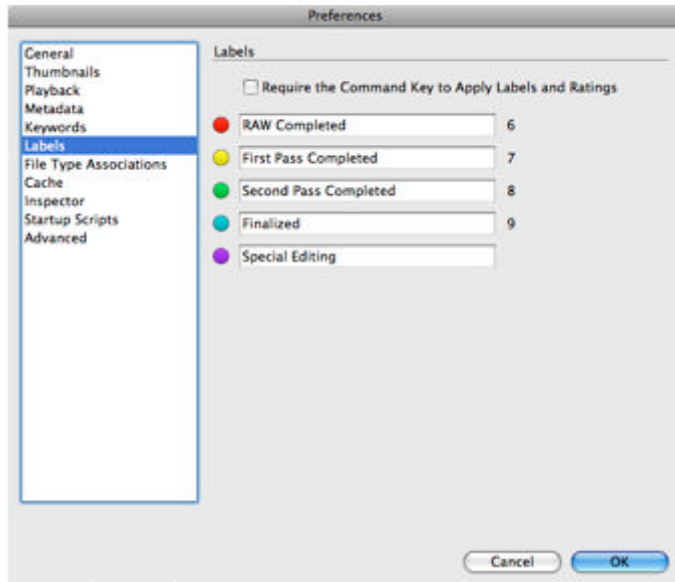 Preferences
General
Thumbnails
Playback
Metadata
Keywords
Labels
File Type Associations
Cache
Inspector
Startup Scripts
Advanced
Labels
Require the Command Key to Apply Labels and Ratings
RAW Completed 6
First Pass Completed 7
Second Pass Completed 8
Finalized 9
Special Editing
Cancel OK